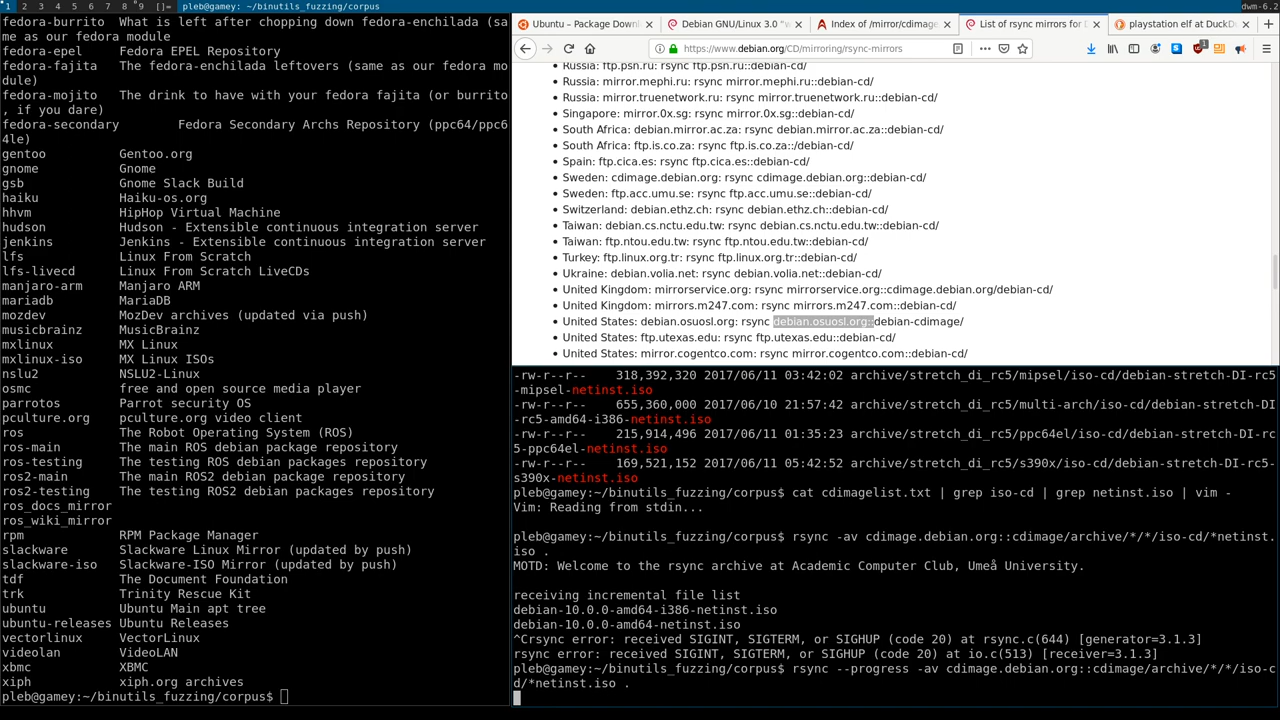 1 2 3 4 5 6 7 8 9 []= pleb@gamey: ~/binutils_fuzzing/corpus
dwm-6.2
fedora-burrito What is left after chopping down fedora-enchilada (sa
me as our fedora module
fedora-epel Fedora EPEL Repository
fedora-fajita The fedora-enchilada leftovers (same as our fedora mo
dule)
fedora-mojito The drink to have with your fedora fajita (or burrito
, if you dare)
fedora-secondary Fedora Secondary Archs Repository (ppc64/ppc6
4le)
gentoo Gentoo.org
gnome Gnome
gsb Gnome Slack Build
haiku Haiku-os.org
hhvm HipHop Virtual Machine
hudson Hudson - Extensible continuous integration server
jenkins Jenkins - Extensible continuous integration server
lfs Linux From Scratch
lfs-livecd Linux From Scratch LiveCDs
manjaro-arm Manjaro ARM
mariadb MariaDB
mozdev MozDev archives (updated via push)
musicbrainz MusicBrainz
mxlinux MX Linux
mxlinux-iso MX Linux ISOs
nslu2 NSLU2-Linux
osmc free and open source media player
parrotos Parrot security OS
pculture.org pculture.org video client
ros The Robot Operating System (ROS)
ros-main The main ROS debian package repository
ros-testing The testing ROS debian packages repository
ros2-main The main ROS2 debian package repository
ros2-testing The testing ROS2 debian packages repository
ros_docs_mirror
ros_wiki_mirror
rpm RPM Package Manager
slackware Slackware Linux Mirror (updated by push)
slackware-iso Slackware-ISO Mirror (updated by push)
tdf The Document Foundation
trk Trinity Rescue Kit
ubuntu Ubuntu Main apt tree
ubuntu-releases Ubuntu Releases
vectorlinux VectorLinux
videolan VideoLAN
xbmc XBMC
xiph xiph.org archives
pleb@gamey:~/binutils_fuzzing/corpus$
Ubuntu – Package Down
Debian GNU/Linux 3.0 "w
Index of /mirror/cdimage
List of rsync mirrors for D
playstation elf at DuckDu
https://www.debian.org/CD/mirroring/rsync-mirrors
1
Russia: ftp.psn.ru: rsync ftp.psn.ru::debian-cd/
Russia: mirror.mephi.ru: rsync mirror.mephi.ru::debian-cd/
Russia: mirror.truenetwork.ru: rsync mirror.truenetwork.ru::debian-cd/
Singapore: mirror.0x.sg: rsync mirror.0x.sg::debian-cd/
South Africa: debian.mirror.ac.za: rsync debian.mirror.ac.za::debian-cd/
South Africa: ftp.is.co.za: rsync ftp.is.co.za::/debian-cd/
Spain: ftp.cica.es: rsync ftp.cica.es::debian-cd/
Sweden: cdimage.debian.org: rsync cdimage.debian.org::debian-cd/
Sweden: ftp.acc.umu.se: rsync ftp.acc.umu.se::debian-cd/
Switzerland: debian.ethz.ch: rsync debian.ethz.ch::debian-cd/
Taiwan: debian.cs.nctu.edu.tw: rsync debian.cs.nctu.edu.tw::debian-cd/
Taiwan: ftp.ntou.edu.tw: rsync ftp.ntou.edu.tw::debian-cd/
Turkey: ftp.linux.org.tr: rsync ftp.linux.org.tr::debian-cd/
Ukraine: debian.volia.net: rsync debian.volia.net::debian-cd/
United Kingdom: mirrorservice.org: rsync mirrorservice.org::cdimage.debian.org/debian-cd/
United Kingdom: mirrors.m247.com: rsync mirrors.m247.com::debian-cd/
United States: debian.osuosl.org: rsync debian.osuosl.org::debian-cdimage/
United States: ftp.utexas.edu: rsync ftp.utexas.edu::debian-cd/
United States: mirror.cogentco.com: rsync mirror.cogentco.com::debian-cd/
-rw-r--r-- 318,392,320 2017/06/11 03:42:02 archive/stretch_di_rc5/mipsel/iso-cd/debian-stretch-DI-rc5
-mipsel-netinst.iso
-rw-r--r-- 655,360,000 2017/06/10 21:57:42 archive/stretch_di_rc5/multi-arch/iso-cd/debian-stretch-DI
-rc5-amd64-i386-netinst.iso
-rw-r--r-- 215,914,496 2017/06/11 01:35:23 archive/stretch_di_rc5/ppc64el/iso-cd/debian-stretch-DI-rc
5-ppc64el-netinst.iso
-rw-r--r-- 169,521,152 2017/06/11 05:42:52 archive/stretch_di_rc5/s390x/iso-cd/debian-stretch-DI-rc5-
s390x-netinst.iso
pleb@gamey:~/binutils_fuzzing/corpus$ cat cdimagelist.txt | grep iso-cd | grep netinst.iso | vim -
Vim: Reading from stdin...
pleb@gamey:~/binutils_fuzzing/corpus$ rsync -av cdimage.debian.org::cdimage/archive/*/*/iso-cd/*netinst.
iso .
MOTD: Welcome to the rsync archive at Academic Computer Club, Umeå University.
receiving incremental file list
debian-10.0.0-amd64-i386-netinst.iso
debian-10.0.0-amd64-netinst.iso
^Crsync error: received SIGINT, SIGTERM, or SIGHUP (code 20) at rsync.c(644) [generator=3.1.3]
rsync error: received SIGINT, SIGTERM, or SIGHUP (code 20) at io.c(513) [receiver=3.1.3]
pleb@gamey:~/binutils_fuzzing/corpus$ rsync --progress -av cdimage.debian.org::cdimage/archive/*/*/iso-c
d/*netinst.iso .